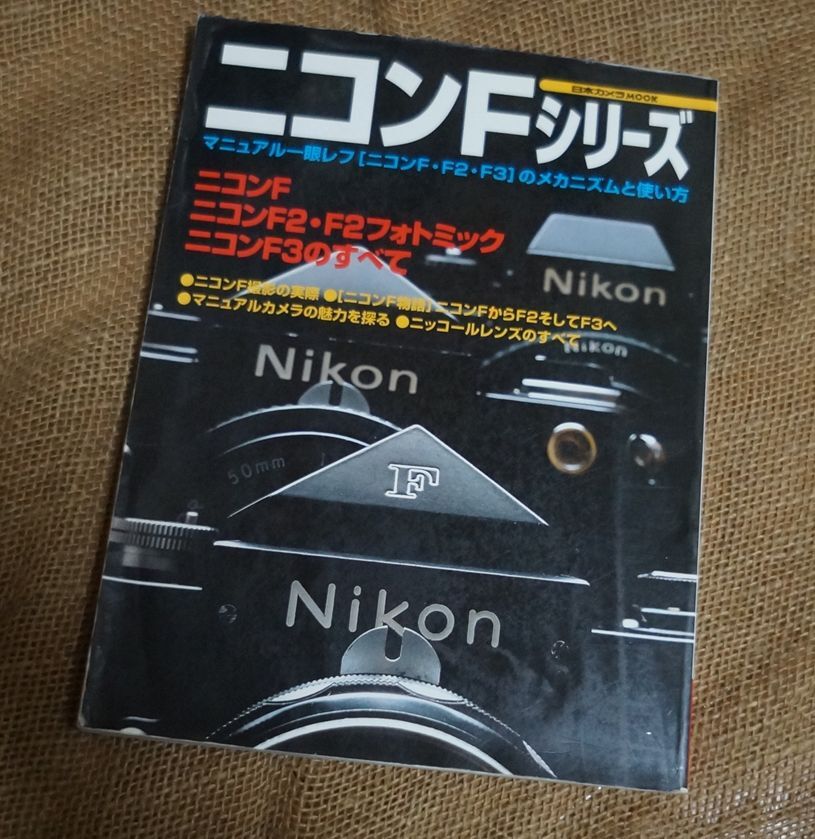 日本カメラMOOK
ニコンFシリーズ
マニュアル一眼レフ[ニコンF・F2・F3]のメカニズムと使い方
ニコンF
ニコンF2・F2フォトミック
ニコンF3のすべて
●ニコンF撮影の実際 ●[ニコンF物語]ニコンFからF2そしてF3へ
●マニュアルカメラの魅力を探る ●ニッコールレンズのすべて
Nikon
Nikon
Nikon
50mm
F
Nikon